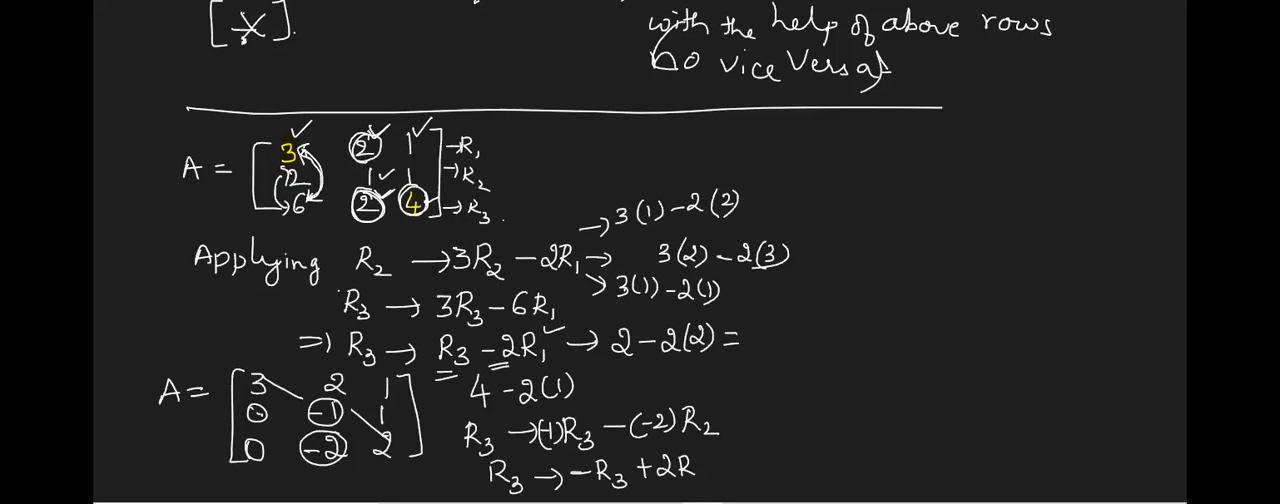 [ ].
with the help of above rows
no vice versa
A = [ 3 2 1 ] → R1
2 1 1 → R2
6 2 4 → R3 .
→ 3(1) - 2(2)
Applying R2 → 3R2 - 2R1 → 3(2) - 2(3)
→ 3(1) - 2(1)
R3 → 3R3 - 6R1
⇒ R3 → R3 - 2R1 → 2 - 2(2) =
A = [ 3 2 1 ] 4 - 2(1)
0 -1 1
0 -2 2 R3 → (-1)R3 - (-2)R2
R3 → -R3 + 2R